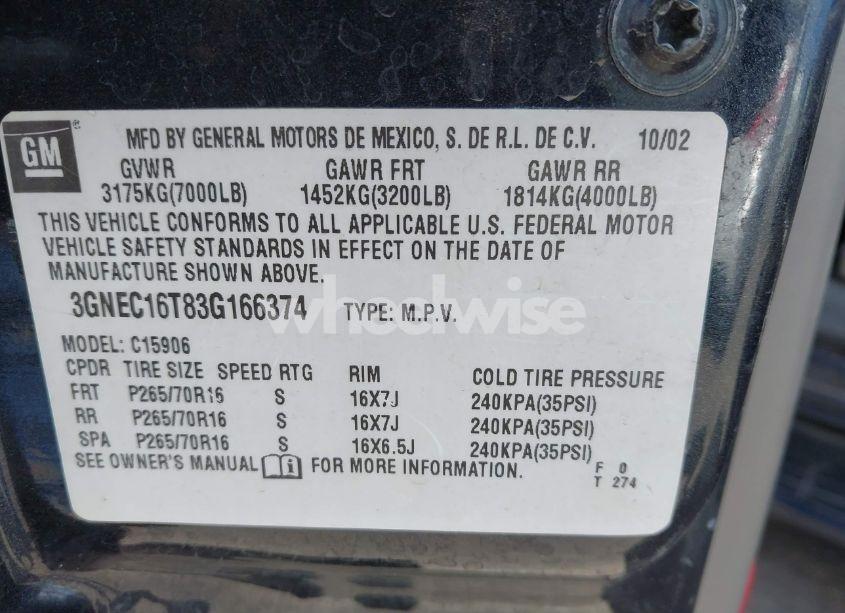 GM
MFD BY GENERAL MOTORS DE MEXICO, S. DE R.L. DE C.V. 10/02
GVWR GAWR FRT GAWR RR
3175KG(7000LB) 1452KG(3200LB) 1814KG(4000LB)
THIS VEHICLE CONFORMS TO ALL APPLICABLE U.S. FEDERAL MOTOR
VEHICLE SAFETY STANDARDS IN EFFECT ON THE DATE OF
MANUFACTURE SHOWN ABOVE.
3GNEC16T83G166374 TYPE: M.P.V.
wheelwise
MODEL: C15906
CPDR TIRE SIZE SPEED RTG RIM COLD TIRE PRESSURE
FRT P265/70R16 S 16X7J 240KPA(35PSI)
RR P265/70R16 S 16X7J 240KPA(35PSI)
SPA P265/70R16 S 16X6.5J 240KPA(35PSI)
SEE OWNER'S MANUAL FOR MORE INFORMATION.
F 0
T 274